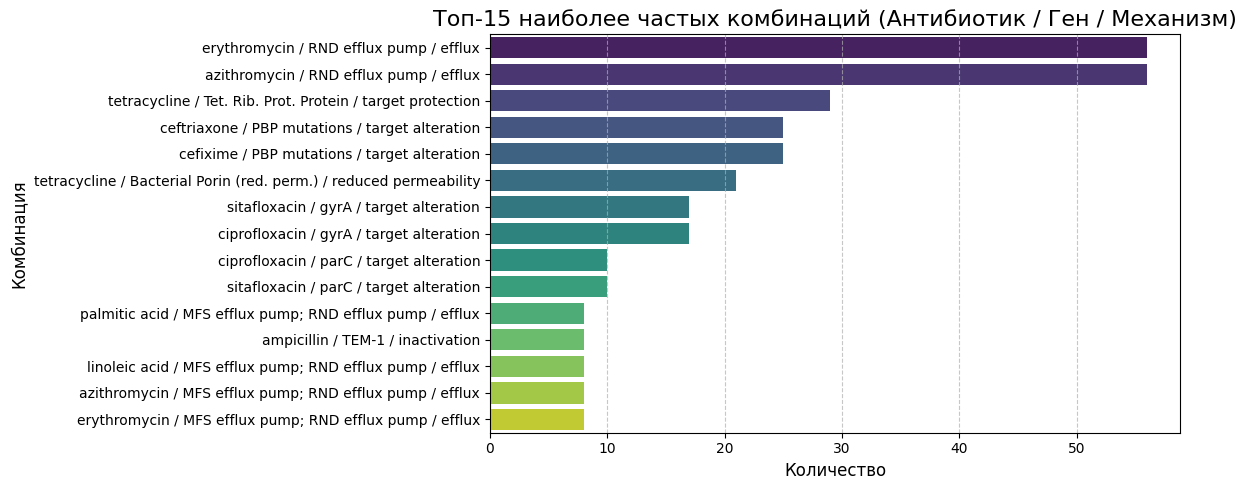 Топ-15 наиболее частых комбинаций (Антибиотик / Ген / Механизм)
erythromycin / RND efflux pump / efflux
azithromycin / RND efflux pump / efflux
tetracycline / Tet. Rib. Prot. Protein / target protection
ceftriaxone / PBP mutations / target alteration
cefixime / PBP mutations / target alteration
tetracycline / Bacterial Porin (red. perm.) / reduced permeability
sitafloxacin / gyrA / target alteration
ciprofloxacin / gyrA / target alteration
ciprofloxacin / parC / target alteration
sitafloxacin / parC / target alteration
palmitic acid / MFS efflux pump; RND efflux pump / efflux
ampicillin / TEM-1 / inactivation
linoleic acid / MFS efflux pump; RND efflux pump / efflux
azithromycin / MFS efflux pump; RND efflux pump / efflux
erythromycin / MFS efflux pump; RND efflux pump / efflux
Комбинация
0 10 20 30 40 50
Количество